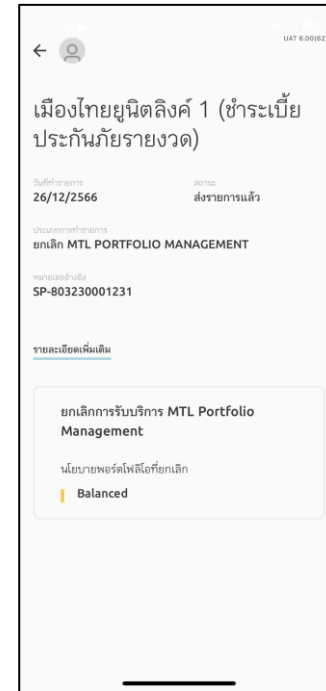 UAT 6.00(62
เมืองไทยยูนิตลิงค์ 1 (ชำระเบี้ย
ประกันภัยรายงวด)
วันที่ทำรายการ
สถานะ
26/12/2566
ส่งรายการแล้ว
ประเภทการทำรายการ
ยกเลิก MTL PORTFOLIO MANAGEMENT
หมายเลขอ้างอิง
SP-803230001231
รายละเอียดเพิ่มเติม
ยกเลิกการรับบริการ MTL Portfolio
Management
นโยบายพอร์ตโฟลิโอที่ยกเลิก
Balanced